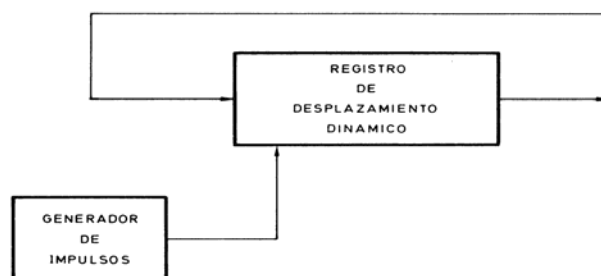 REGISTRO
DE
DESPLAZAMIENTO
DINAMICO
GENERADOR
DE
IMPULSOS